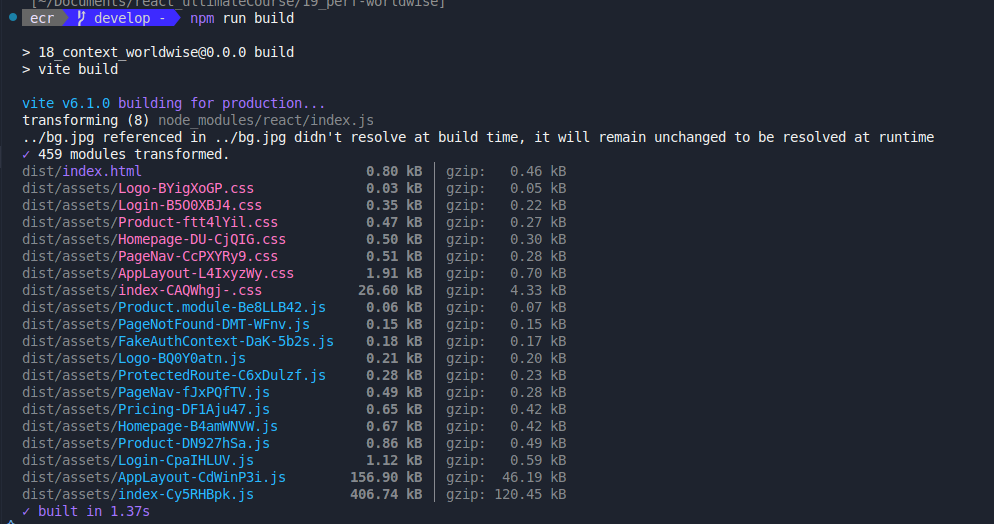 [~/Documents/react_ultimateCourse/19_perf-worldwise]
ecr develop - npm run build
> 18_context_worldwise@0.0.0 build
> vite build
vite v6.1.0 building for production...
transforming (8) node_modules/react/index.js
../bg.jpg referenced in ../bg.jpg didn't resolve at build time, it will remain unchanged to be resolved at runtime
✓ 459 modules transformed.
dist/index.html 0.80 kB │ gzip: 0.46 kB
dist/assets/Logo-BYigXoGP.css 0.03 kB │ gzip: 0.05 kB
dist/assets/Login-B5O0XBJ4.css 0.35 kB │ gzip: 0.22 kB
dist/assets/Product-ftt4lYil.css 0.47 kB │ gzip: 0.27 kB
dist/assets/Homepage-DU-CjQIG.css 0.50 kB │ gzip: 0.30 kB
dist/assets/PageNav-CcPXYRy9.css 0.51 kB │ gzip: 0.28 kB
dist/assets/AppLayout-L4IxyzWy.css 1.91 kB │ gzip: 0.70 kB
dist/assets/index-CAQWhgj-.css 26.60 kB │ gzip: 4.33 kB
dist/assets/Product.module-Be8LLB42.js 0.06 kB │ gzip: 0.07 kB
dist/assets/PageNotFound-DMT-WFnv.js 0.15 kB │ gzip: 0.15 kB
dist/assets/FakeAuthContext-DaK-5b2s.js 0.18 kB │ gzip: 0.17 kB
dist/assets/Logo-BQ0Y0atn.js 0.21 kB │ gzip: 0.20 kB
dist/assets/ProtectedRoute-C6xDulzf.js 0.28 kB │ gzip: 0.23 kB
dist/assets/PageNav-fJxPQfTV.js 0.49 kB │ gzip: 0.28 kB
dist/assets/Pricing-DF1Aju47.js 0.65 kB │ gzip: 0.42 kB
dist/assets/Homepage-B4amWNVW.js 0.67 kB │ gzip: 0.42 kB
dist/assets/Product-DN927hSa.js 0.86 kB │ gzip: 0.49 kB
dist/assets/Login-CpaIHLUV.js 1.12 kB │ gzip: 0.59 kB
dist/assets/AppLayout-CdWinP3i.js 156.90 kB │ gzip: 46.19 kB
dist/assets/index-Cy5RHBpk.js 406.74 kB │ gzip: 120.45 kB
✓ built in 1.37s